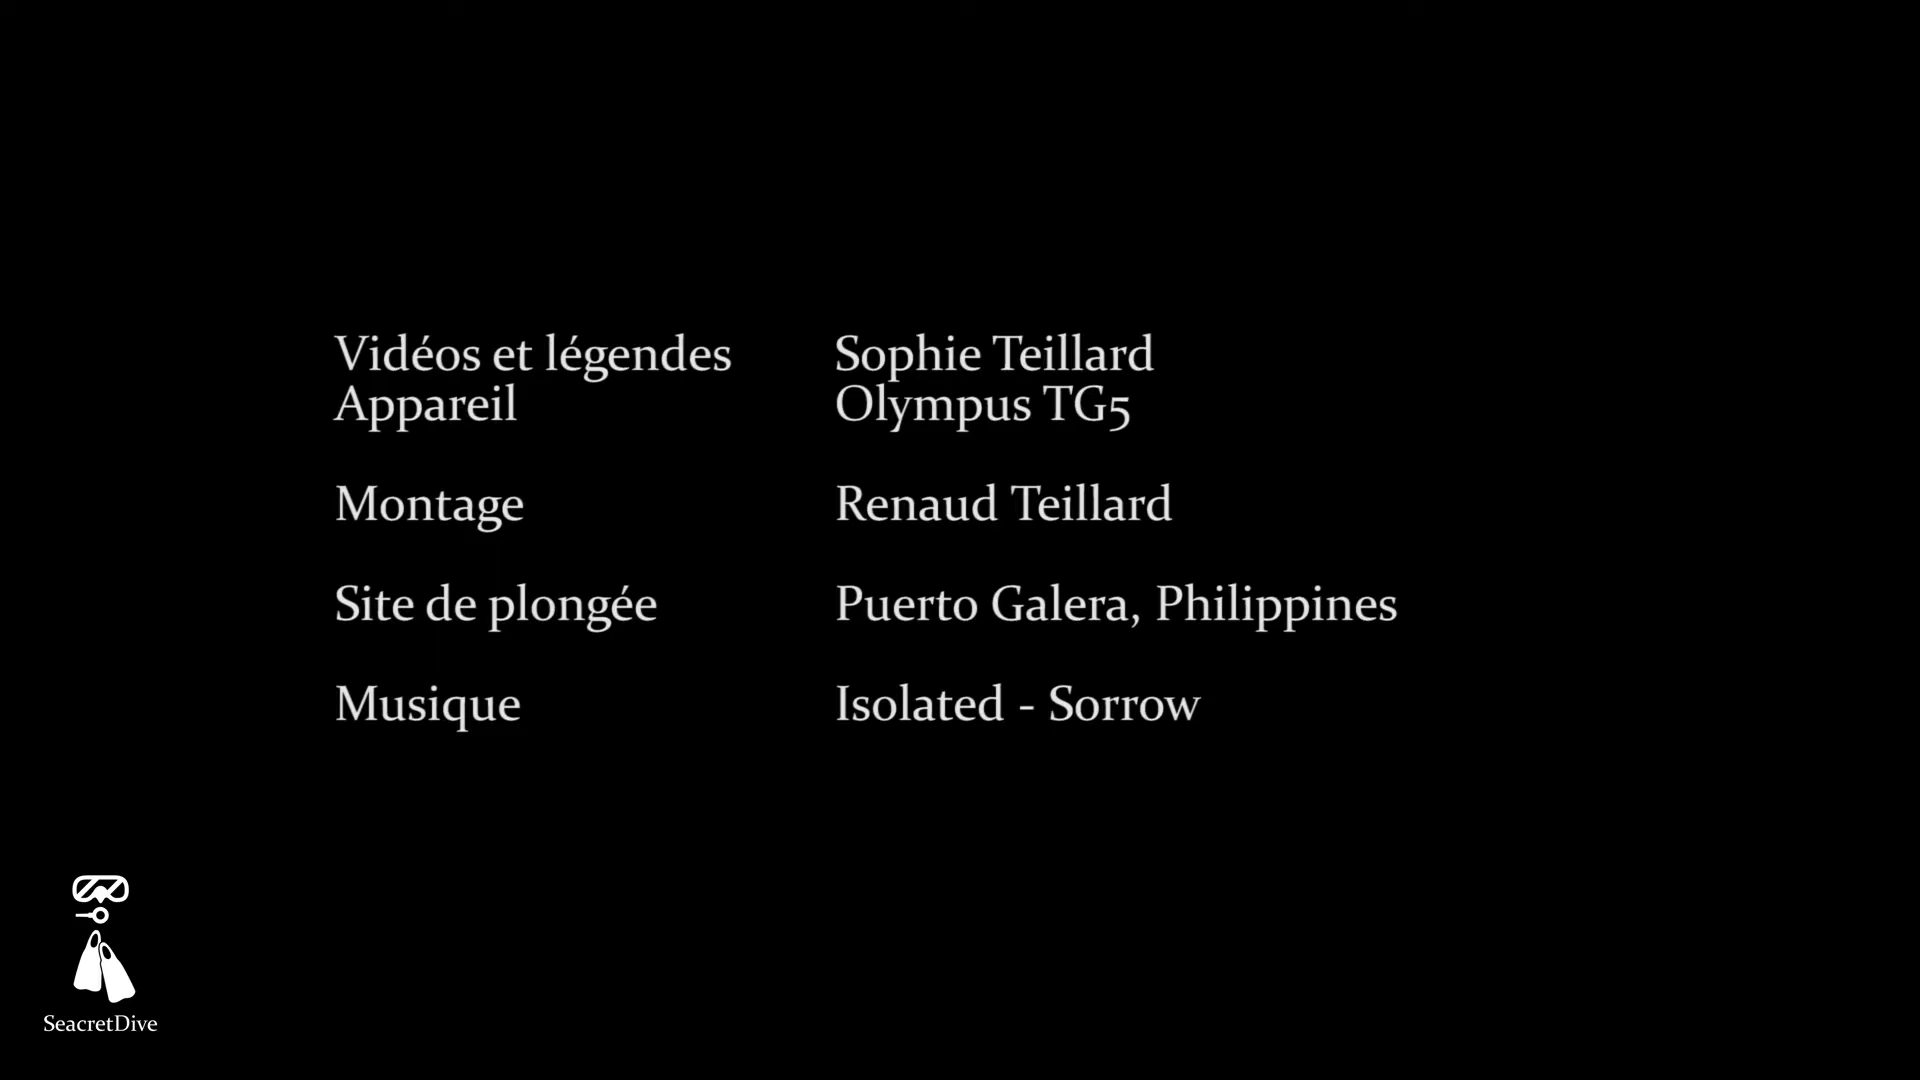 Vidéos et légendes Sophie Teillard
Appareil Olympus TG5
Montage Renaud Teillard
Site de plongée Puerto Galera, Philippines
Musique Isolated - Sorrow
SeacretDive